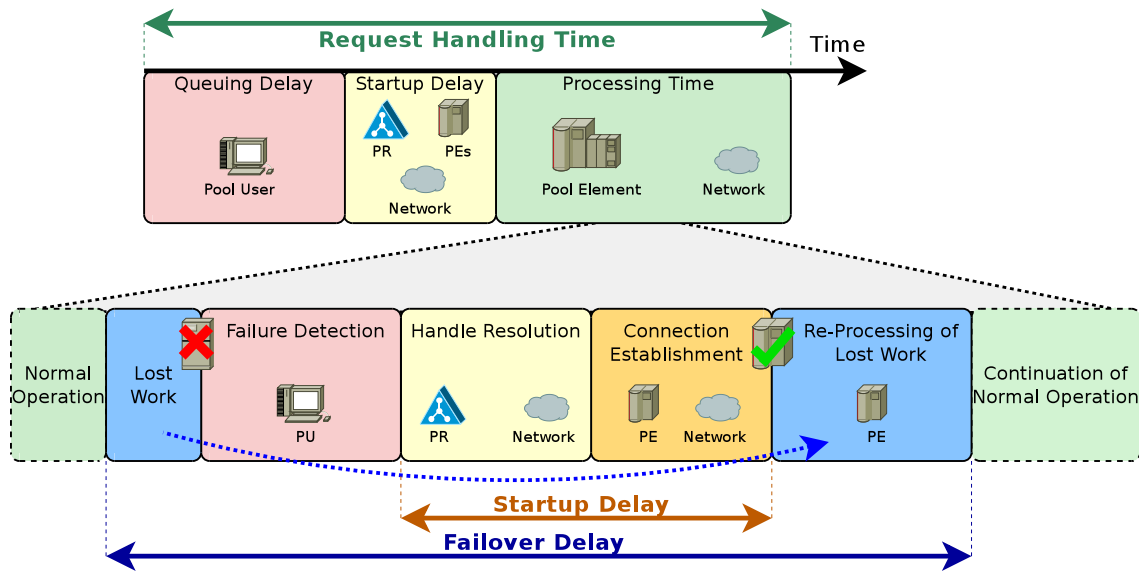 Request Handling Time
Time
Queuing Delay
Startup Delay
Processing Time
PR
PEs
Pool User
Network
Pool Element
Network
Normal
Operation
Lost
Work
Failure Detection
PU
Handle Resolution
PR
Network
Connection
Establishment
PE
Network
Re-Processing of
Lost Work
PE
Continuation of
Normal Operation
Startup Delay
Failover Delay